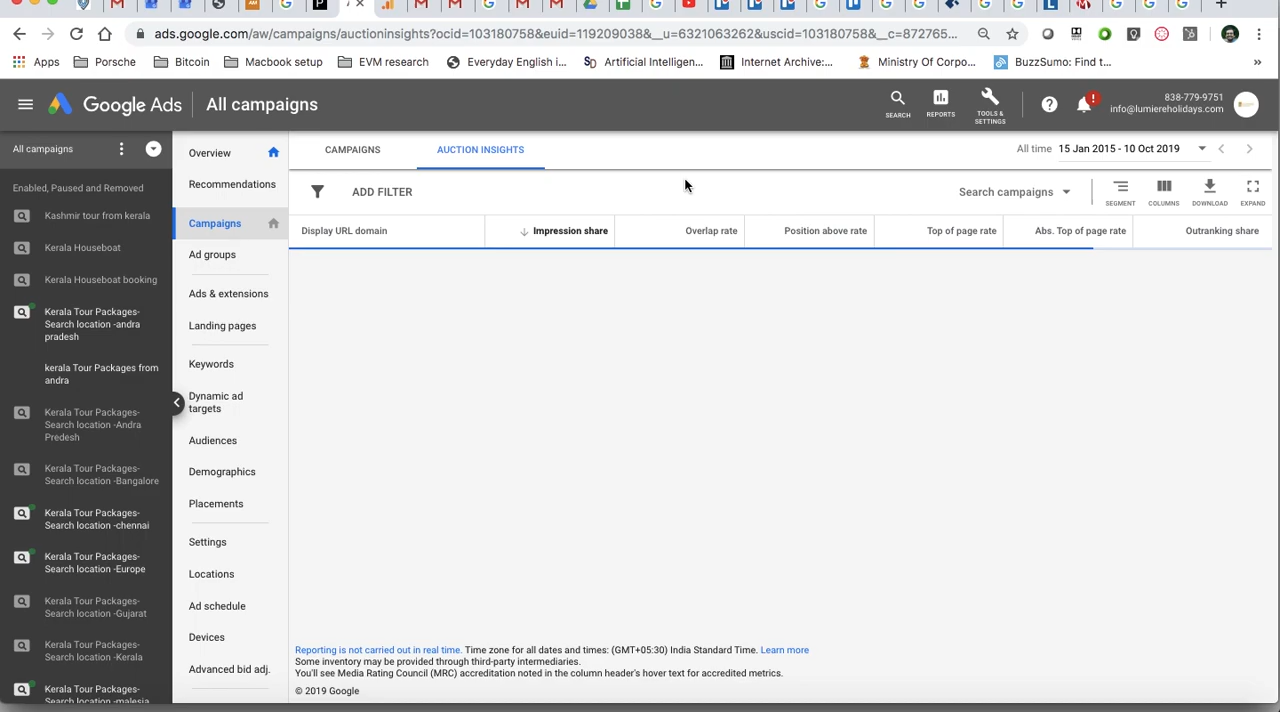 ads.google.com/aw/campaigns/auctioninsights?ocid=103180758&euid=119209038&__u=6321063262&uscid=103180758&__c=872765...
Apps
Porsche
Bitcoin
Macbook setup
EVM research
Everyday English i...
Artificial Intelligen...
Internet Archive:...
Ministry Of Corpo...
BuzzSumo: Find t...
»
Google Ads
All campaigns
SEARCH
REPORTS
TOOLS &
SETTINGS
838-779-9751
info@lumiereholidays.com
All campaigns
Enabled, Paused and Removed
Kashmir tour from kerala
Kerala Houseboat
Kerala Houseboat booking
Kerala Tour Packages-
Search location -andra
pradesh
kerala Tour Packages from
andra
Kerala Tour Packages-
Search location -Andra
Predesh
Kerala Tour Packages-
Search location -Bangalore
Kerala Tour Packages-
Search location -chennai
Kerala Tour Packages-
Search location -Europe
Kerala Tour Packages-
Search location -Gujarat
Kerala Tour Packages-
Search location -Kerala
Kerala Tour Packages-
Search location -malesia
Overview
Recommendations
Campaigns
Ad groups
Ads & extensions
Landing pages
Keywords
Dynamic ad
targets
Audiences
Demographics
Placements
Settings
Locations
Ad schedule
Devices
Advanced bid adj.
CAMPAIGNS
AUCTION INSIGHTS
All time 15 Jan 2015 - 10 Oct 2019
ADD FILTER
Search campaigns
SEGMENT
COLUMNS
DOWNLOAD
EXPAND
Display URL domain
Impression share
Overlap rate
Position above rate
Top of page rate
Abs. Top of page rate
Outranking share
Reporting is not carried out in real time. Time zone for all dates and times: (GMT+05:30) India Standard Time. Learn more
Some inventory may be provided through third-party intermediaries.
You'll see Media Rating Council (MRC) accreditation noted in the column header's hover text for accredited metrics.
© 2019 Google